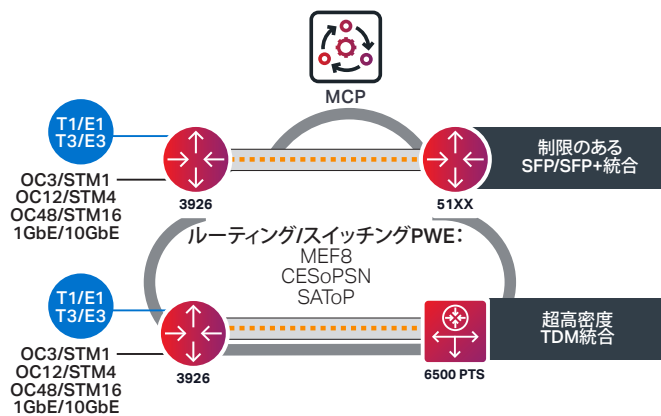 MCP
T1/E1
T3/E3
OC3/STM1
OC12/STM4
OC48/STM16
1GbE/10GbE
3926
51XX
制限のある
SFP/SFP+統合
ルーティング/スイッチングPWE:
MEF8
CESoPSN
SAToP
T1/E1
T3/E3
OC3/STM1
OC12/STM4
OC48/STM16
1GbE/10GbE
3926
6500 PTS
超高密度
TDM統合